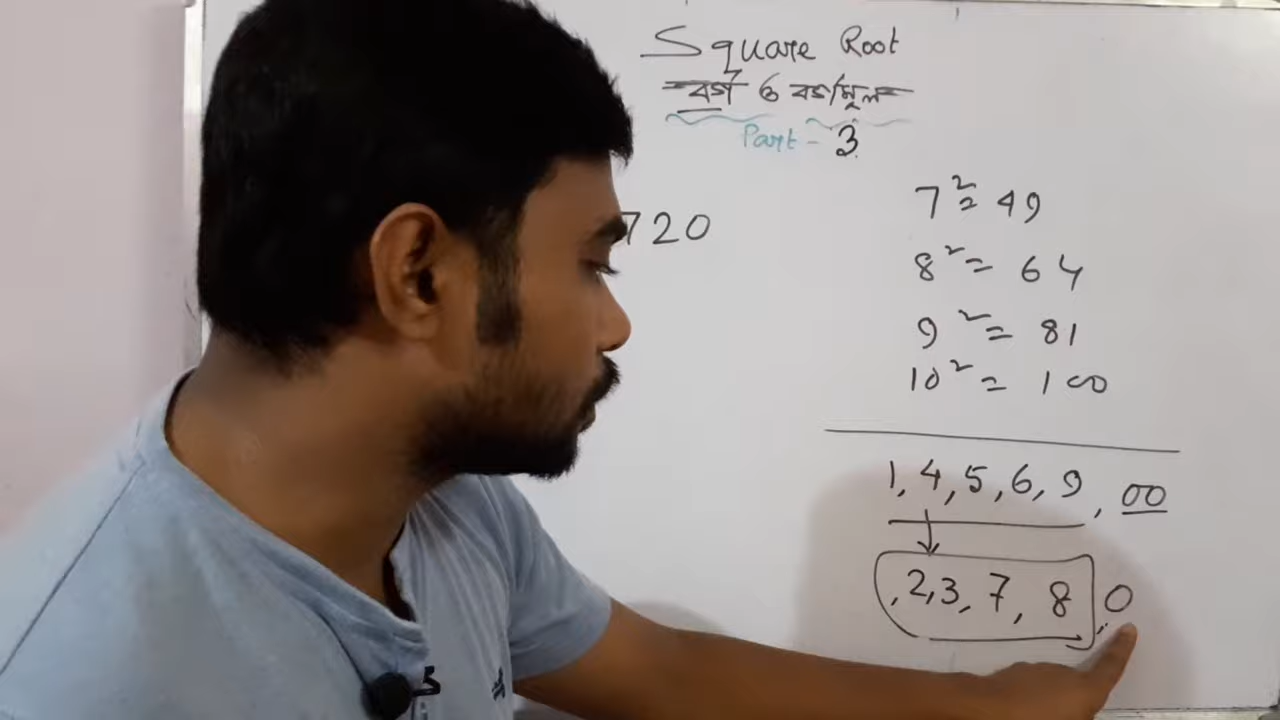 Square Root
বর্গ ও বর্গমূল
Part - 3
720
7² = 49
8² = 64
9² = 81
10² = 100
1, 4, 5, 6, 9, 00
, 2, 3, 7, 8, 0